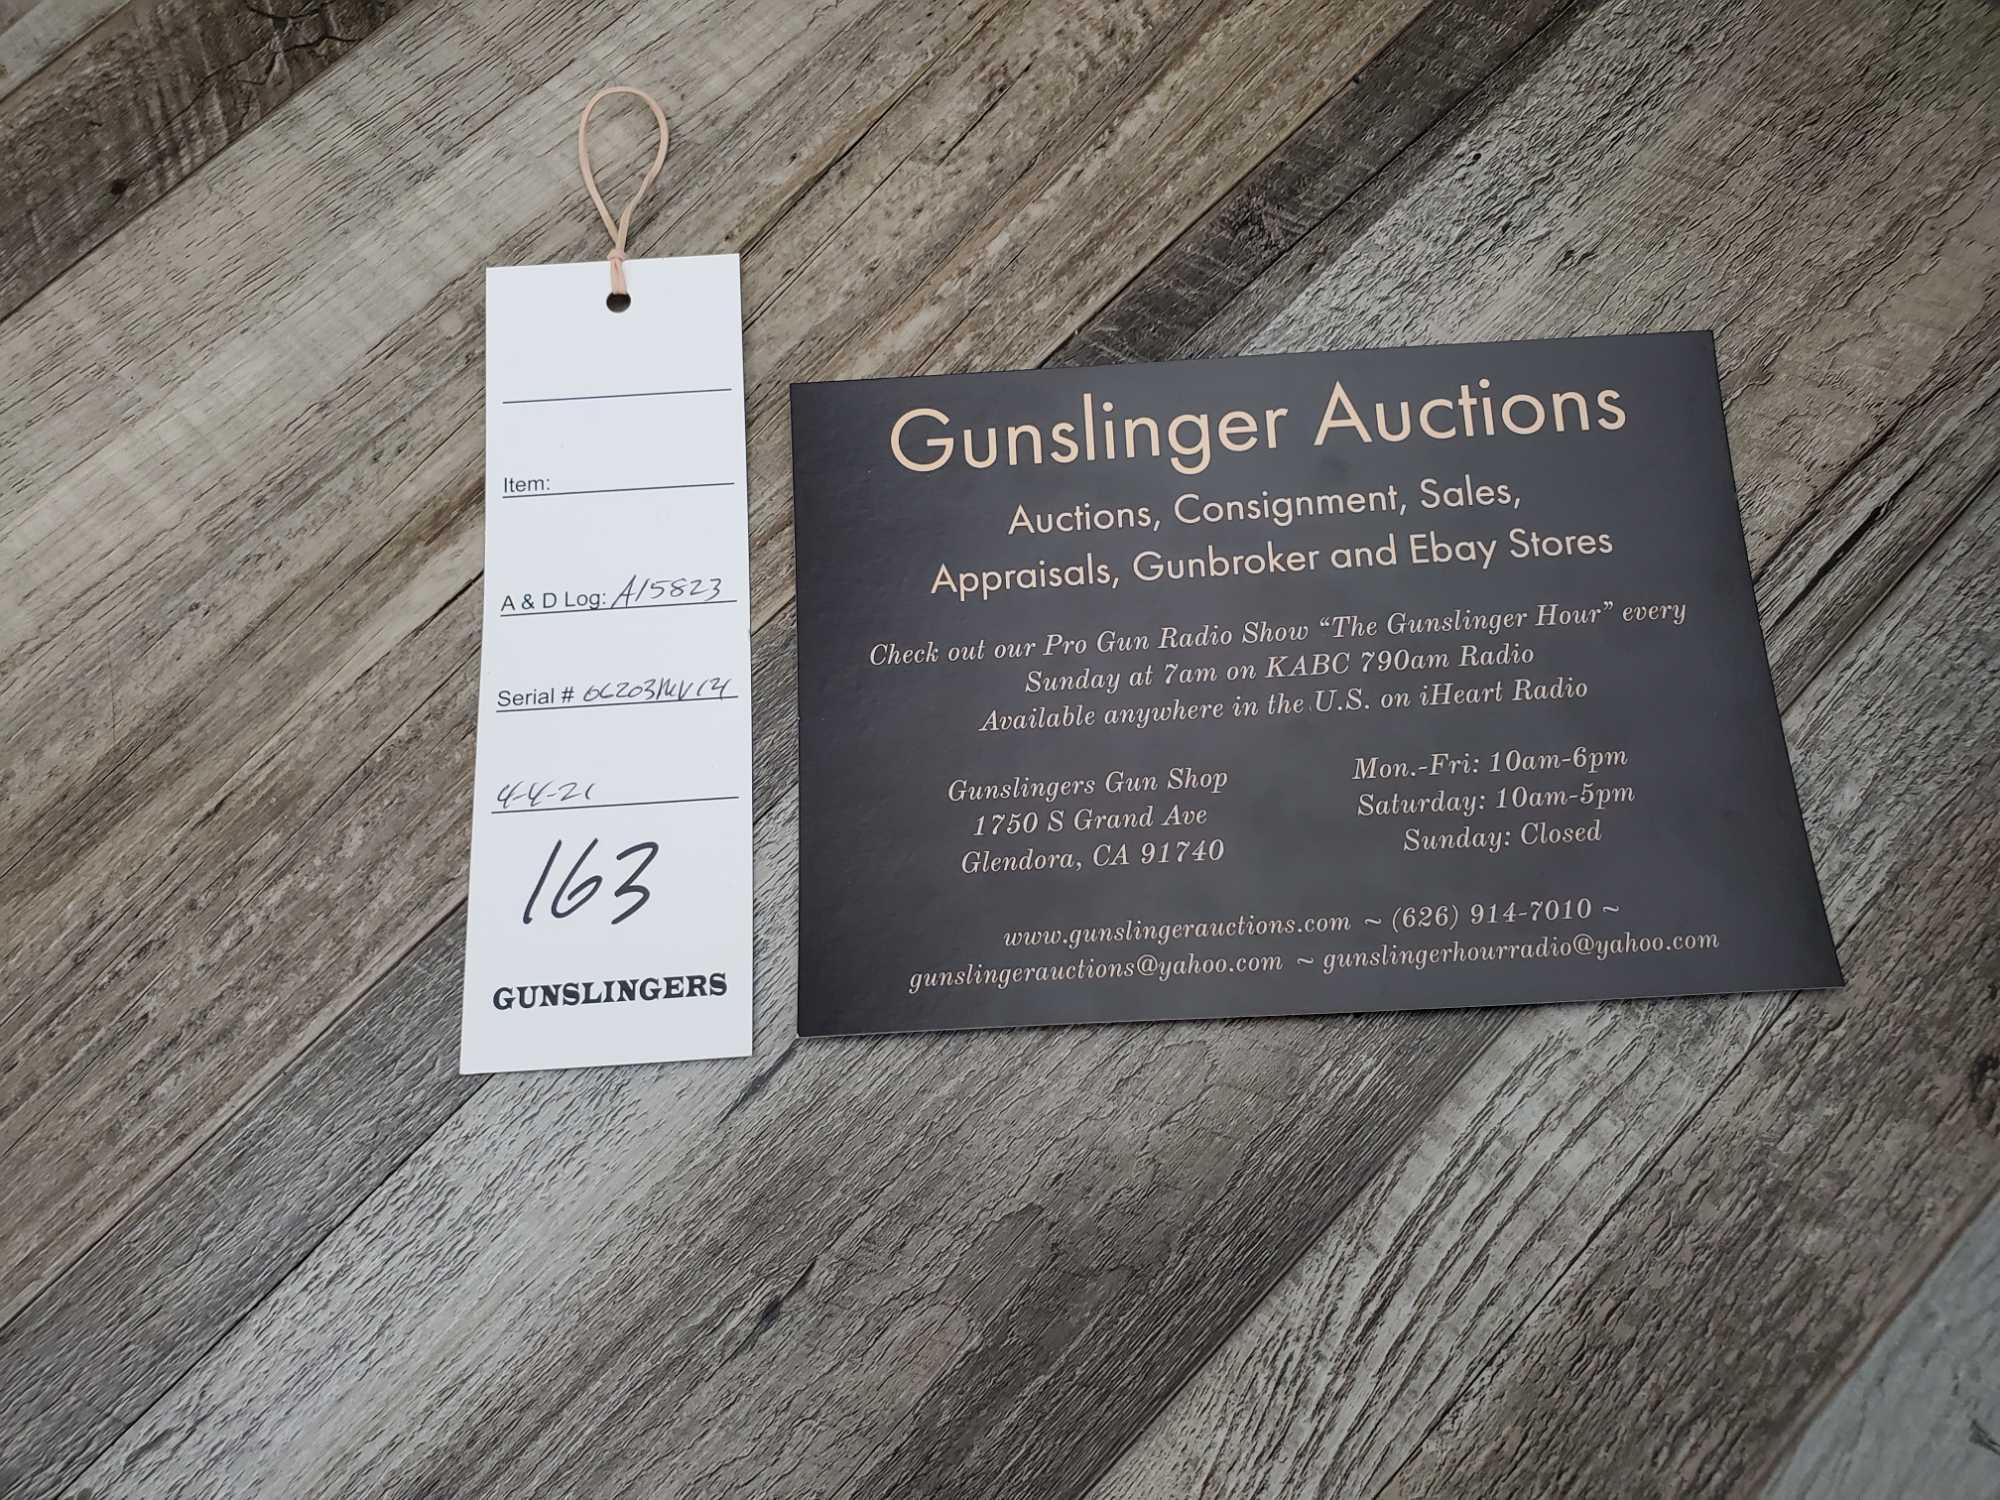 Item:
A & D Log: A15823
Serial #
4-4-21
163
GUNSLINGERS
Gunslinger Auctions
Auctions, Consignment, Sales,
Appraisals, Gunbroker and Ebay Stores
Check out our Pro Gun Radio Show “The Gunslinger Hour” every
Sunday at 7am on KABC 790am Radio
Available anywhere in the U.S. on iHeart Radio
Gunslingers Gun Shop
1750 S Grand Ave
Glendora, CA 91740
Mon.-Fri: 10am-6pm
Saturday: 10am-5pm
Sunday: Closed
www.gunslingerauctions.com ~ (626) 914-7010 ~
gunslingerauctions@yahoo.com ~ gunslingerhourradio@yahoo.com